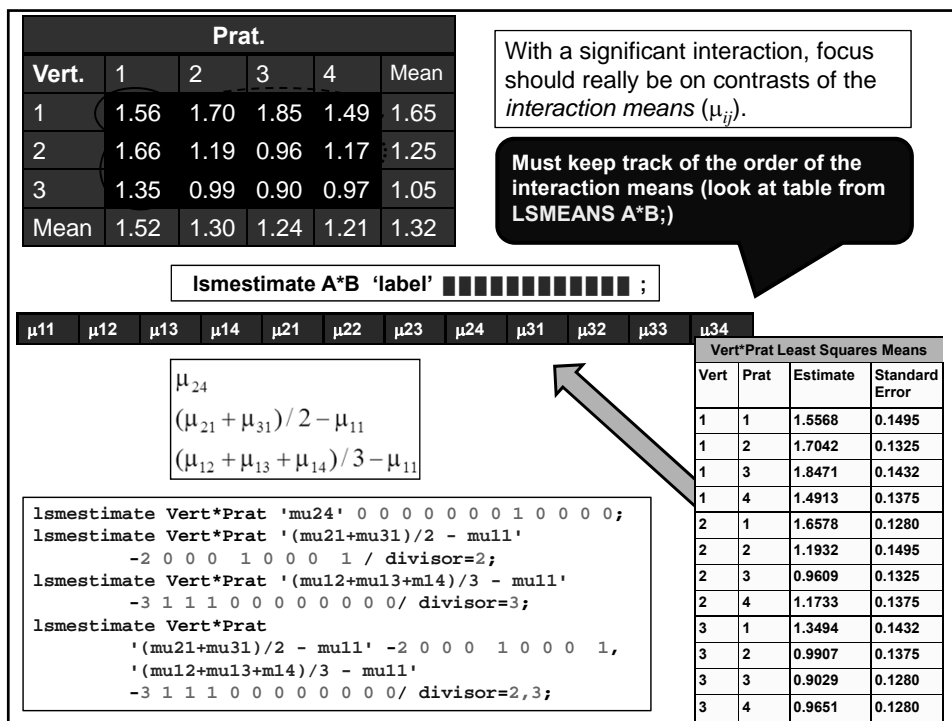 Prat.
Vert. 1 2 3 4 Mean
1 1.56 1.70 1.85 1.49 1.65
2 1.66 1.19 0.96 1.17 1.25
3 1.35 0.99 0.90 0.97 1.05
Mean 1.52 1.30 1.24 1.21 1.32
With a significant interaction, focus
should really be on contrasts of the
interaction means (μij).
Must keep track of the order of the
interaction means (look at table from
LSMEANS A*B;)
lsmestimate A*B ‘label’ ;
μ11 μ12 μ13 μ14 μ21 μ22 μ23 μ24 μ31 μ32 μ33 μ34
μ24
(μ21 + μ31) / 2 − μ11
(μ12 + μ13 + μ14) / 3 − μ11
lsmestimate Vert*Prat 'mu24' 0 0 0 0 0 0 0 1 0 0 0 0;
lsmestimate Vert*Prat '(mu21+mu31)/2 - mu11'
-2 0 0 0 1 0 0 0 1 / divisor=2;
lsmestimate Vert*Prat '(mu12+mu13+m14)/3 - mu11'
-3 1 1 1 0 0 0 0 0 0 0 0/ divisor=3;
lsmestimate Vert*Prat
'(mu21+mu31)/2 - mu11' -2 0 0 0 1 0 0 0 1,
'(mu12+mu13+m14)/3 - mu11'
-3 1 1 1 0 0 0 0 0 0 0 0/ divisor=2,3;
Vert*Prat Least Squares Means
Vert Prat Estimate Standard
Error
1 1 1.5568 0.1495
1 2 1.7042 0.1325
1 3 1.8471 0.1432
1 4 1.4913 0.1375
2 1 1.6578 0.1280
2 2 1.1932 0.1495
2 3 0.9609 0.1325
2 4 1.1733 0.1375
3 1 1.3494 0.1432
3 2 0.9907 0.1375
3 3 0.9029 0.1280
3 4 0.9651 0.1280